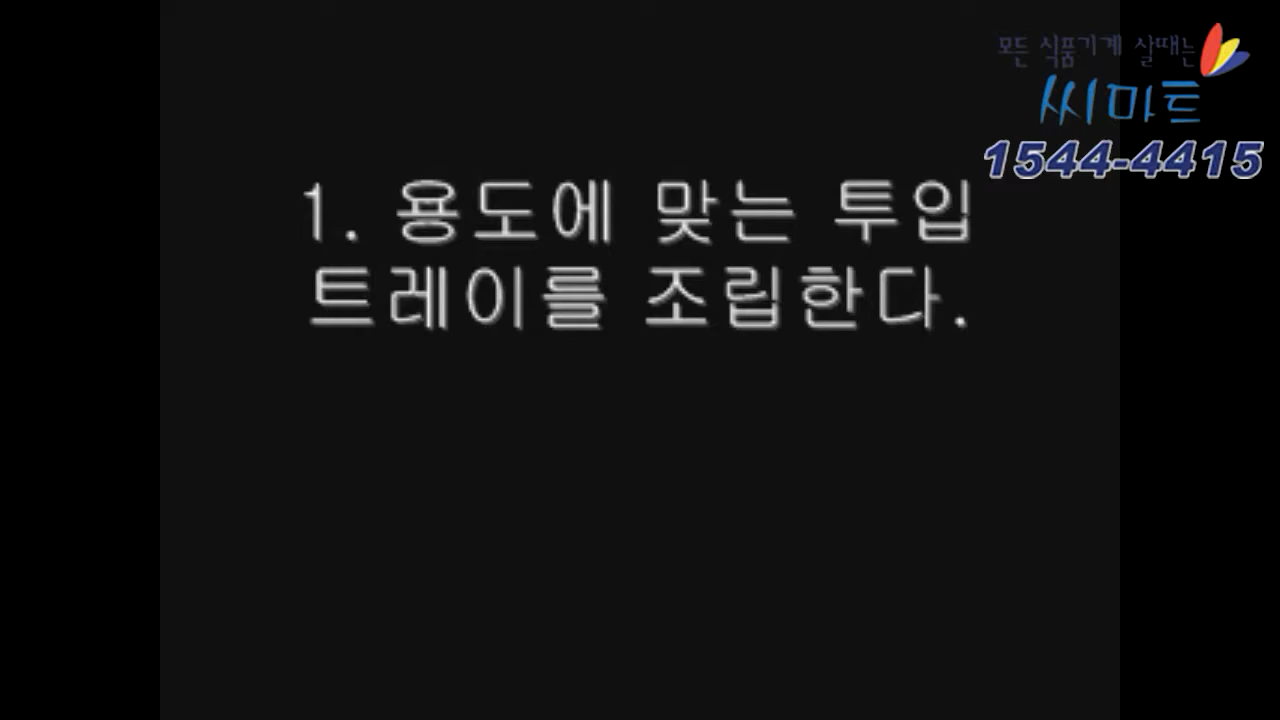 모든 식품기계 살때는
씨마트
1544-4415
1. 용도에 맞는 투입
트레이를 조립한다.